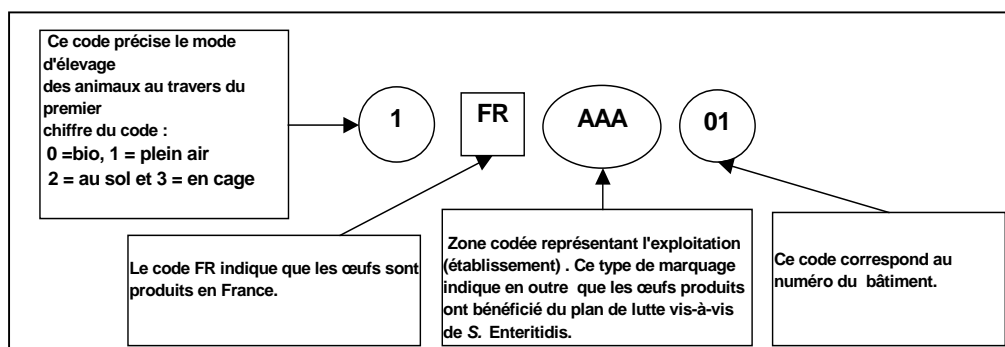 Ce code précise le mode
d'élevage
des animaux au travers du
premier
chiffre du code :
0 =bio, 1 = plein air
2 = au sol et 3 = en cage
1
FR
AAA
01
Le code FR indique que les œufs sont
produits en France.
Zone codée représentant l'exploitation
(établissement) . Ce type de marquage
indique en outre que les œufs produits
ont bénéficié du plan de lutte vis-à-vis
de S. Enteritidis.
Ce code correspond au
numéro du bâtiment.